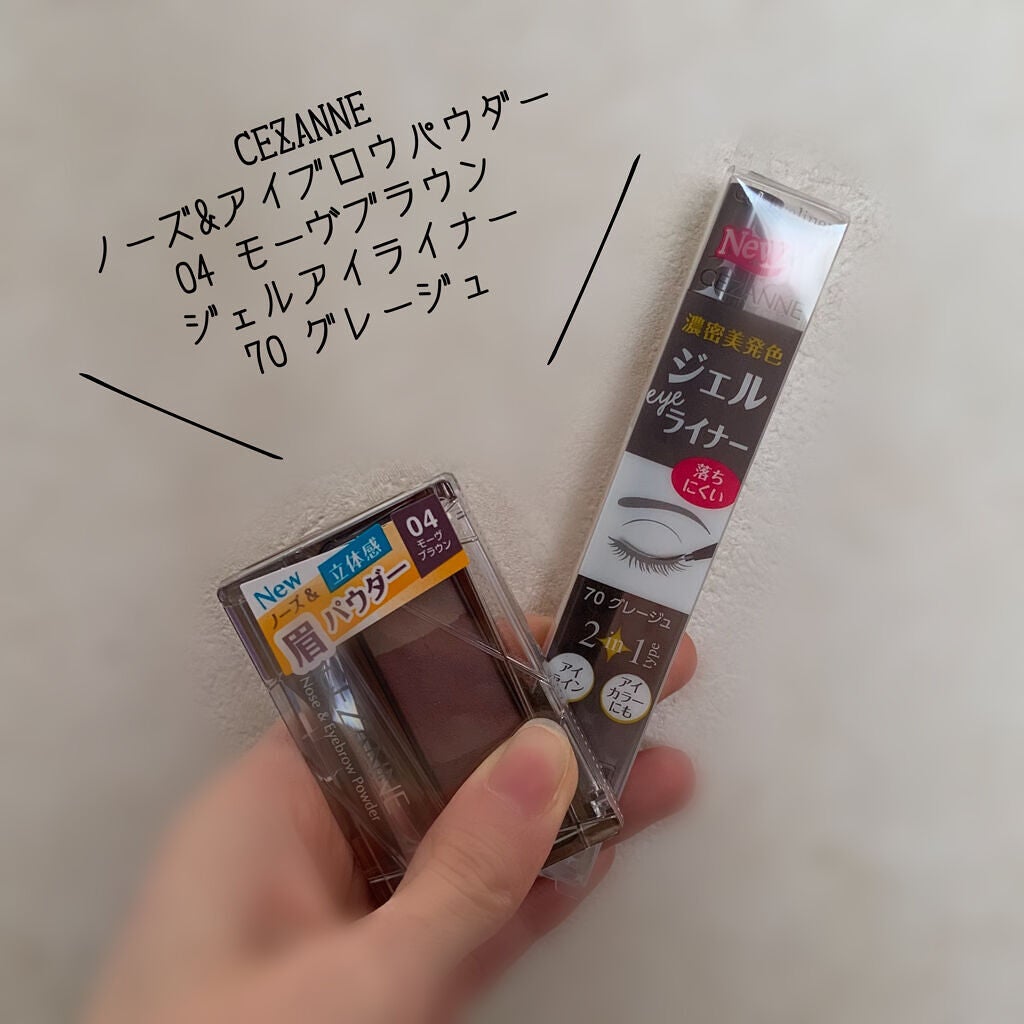 CEZANNE
ノーズ&アイブロウパウダー
04 モーヴブラウン
ジェルアイライナー
70 グレージュ
New
CEZANNE
濃密美発色
ジェル
eye
ライナー
落ち
にくい
70 グレージュ
2 in 1 type
アイ
ライン
アイ
カラー
にも
New
立体感
04
モーヴ
ブラウン
ノーズ&
眉パウダー
CEZANNE
Nose & Eyebrow Powder